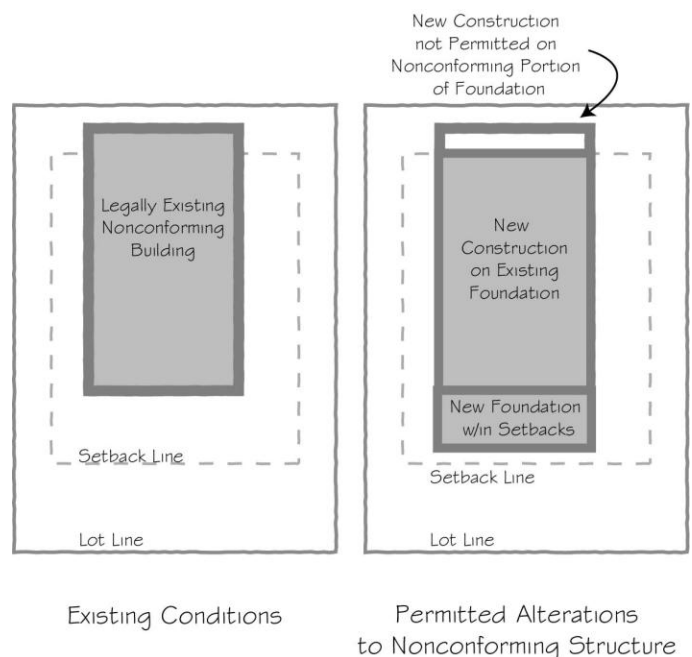 New Construction
not Permitted on
Nonconforming Portion
of Foundation
Legally Existing
Nonconforming
Building
Setback Line
Lot Line
New
Construction
on Existing
Foundation
New Foundation
w/in Setbacks
Setback Line
Lot Line
Existing Conditions
Permitted Alterations
to Nonconforming Structure